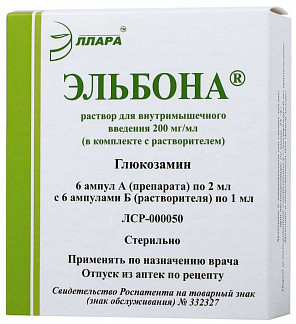 ЭЛЛАРА
ЭЛЬБОНА®
раствор для внутримышечного
введения 200 мг/мл
(в комплекте с растворителем)
Глюкозамин
6 ампул А (препарата) по 2 мл
с 6 ампулами Б (растворителя) по 1 мл
ЛСР-000050
Стерильно
Применять по назначению врача
Отпуск из аптек по рецепту
Свидетельство Роспатента на товарный знак
(знак обслуживания) № 332327